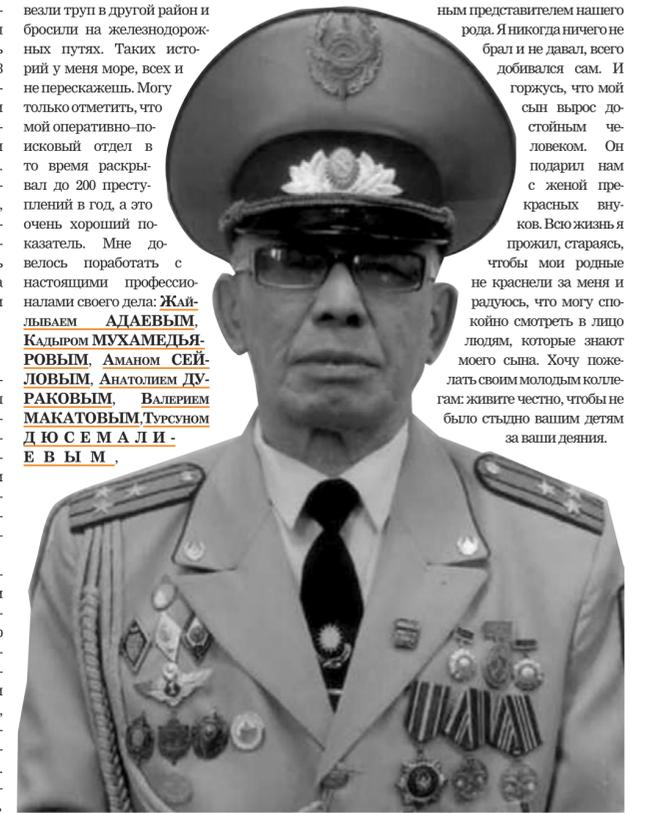 везли труп в другой район и
бросили на железнодорож-
ных путях. Таких исто-
рий у меня море, всех и
не перескажешь. Могу
только отметить, что
мой оперативно–по-
исковый отдел в
то время раскры-
вал до 200 престу-
плений в год, а это
очень хороший по-
казатель. Мне до-
велось поработать с
настоящими профессио-
налами своего дела: Жай-
лыбаем АДАЕВЫМ,
Кадыром МУХАМЕДЬЯ-
РОВЫМ, Аманом СЕЙ-
ЛОВЫМ, Анатолием ДУ-
РАКОВЫМ, Валерием
МАКАТОВЫМ,Турсуном
ДЮСЕМАЛИ-
ЕВЫМ,
ным представителем нашего
рода. Я никогда ничего не
брал и не давал, всего
добивался сам. И
горжусь, что мой
сын вырос до-
стойным че-
ловеком. Он
подарил нам
с женой пре-
красных вну-
ков. Всю жизнь я
прожил, стараясь,
чтобы мои родные
не краснели за меня и
радуюсь, что могу спо-
койно смотреть в лицо
людям, которые знают
моего сына. Хочу поже-
лать своим молодым колле-
гам: живите честно, чтобы не
было стыдно вашим детям
за ваши деяния.